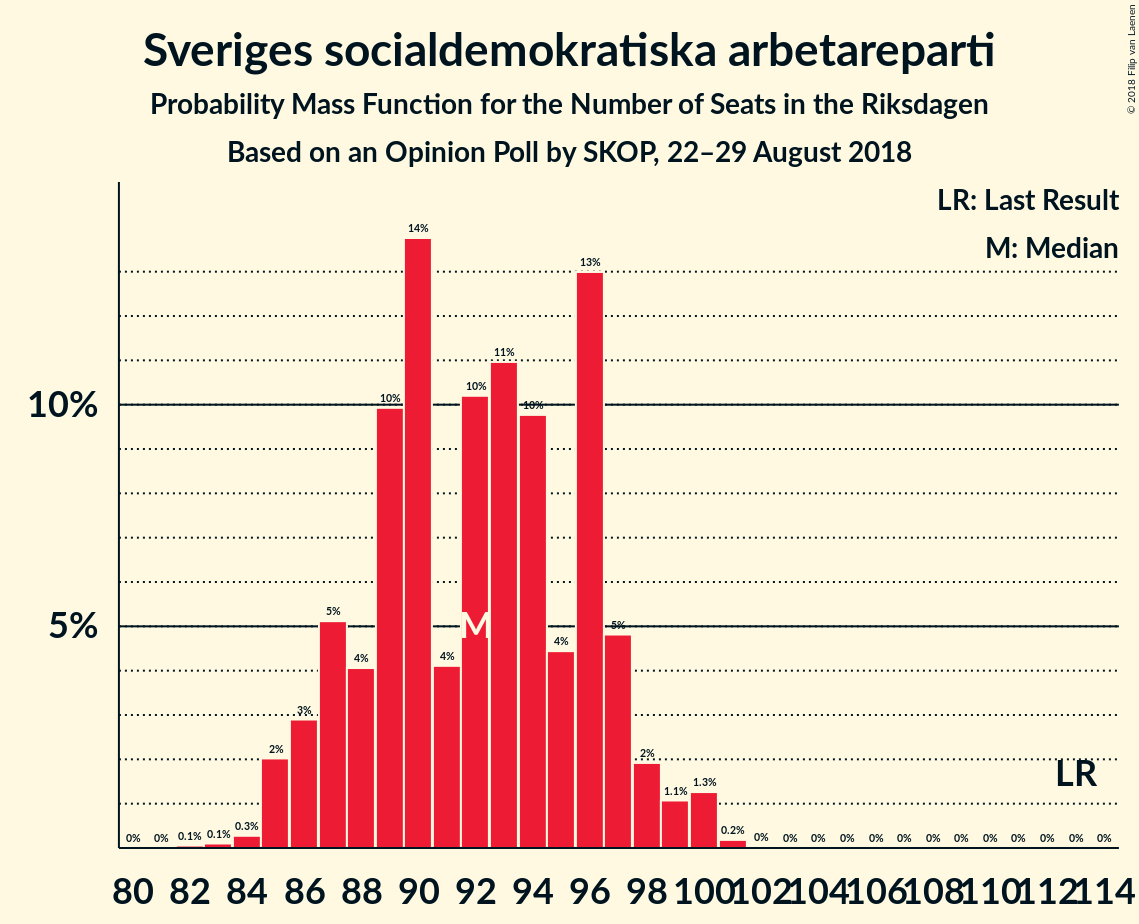 Sveriges socialdemokratiska arbetareparti
Probability Mass Function for the Number of Seats in the Riksdagen
Based on an Opinion Poll by SKOP, 22–29 August 2018
© 2018 Filip van Laenen
LR: Last Result
M: Median
14%
13%
11%
10%
10%
10%
10%
5%
5%
5%
4%
4%
4%
3%
2%
2%
1.1%
1.3%
0.3%
0.2%
0.1%
0.1%
M
LR
0% 0% 0% 0% 0% 0% 0% 0% 0% 0% 0% 0% 0% 0% 0%
80 82 84 86 88 90 92 94 96 98 100 102 104 106 108 110 112 114